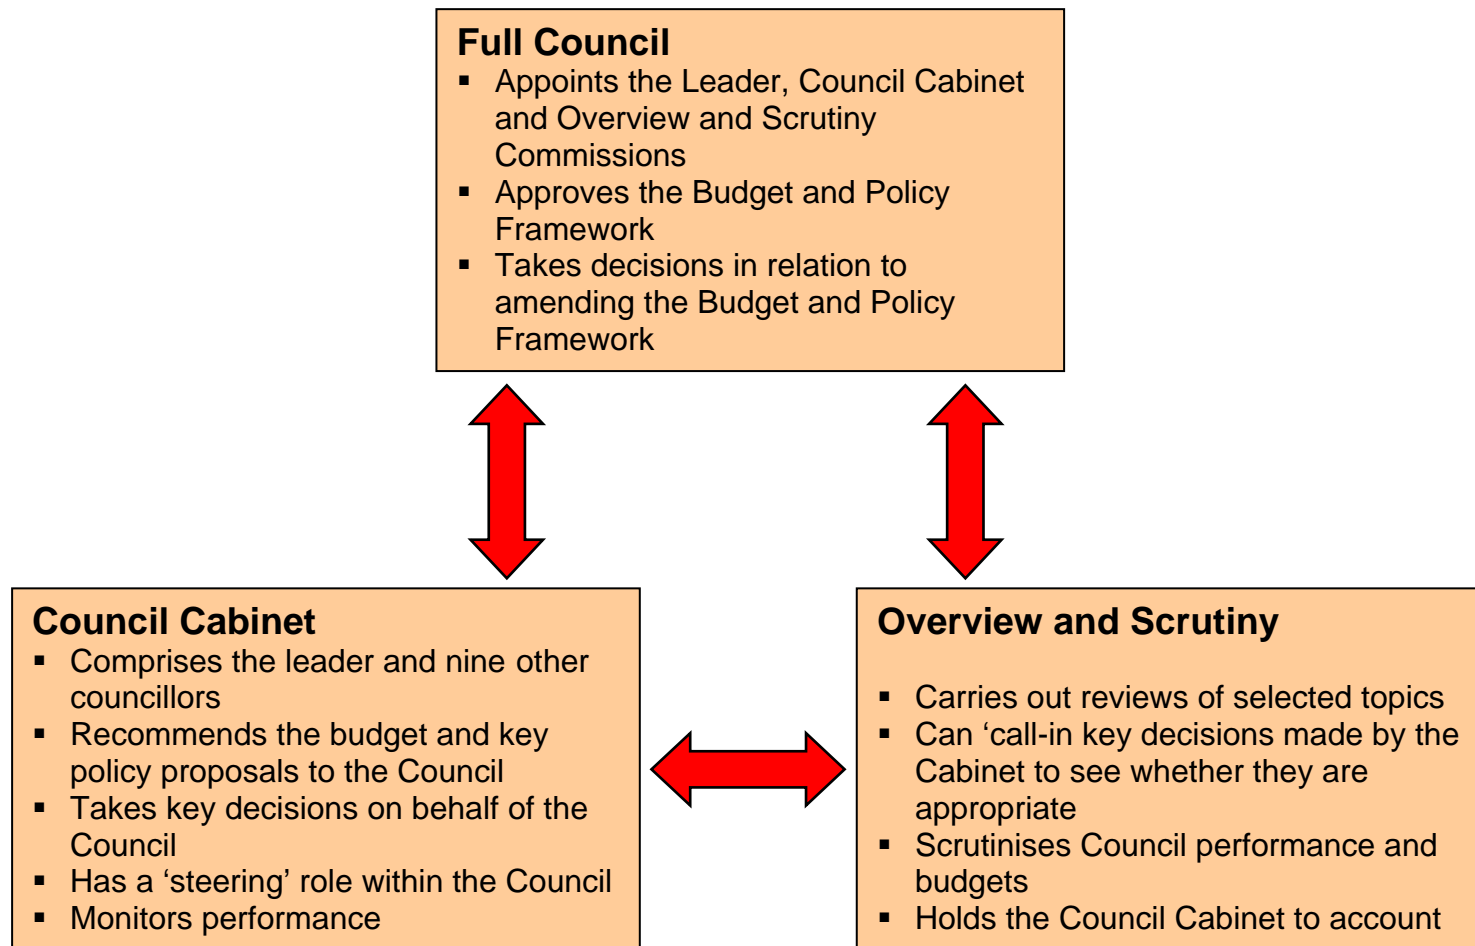 Full Council
▪ Appoints the Leader, Council Cabinet
and Overview and Scrutiny
Commissions
▪ Approves the Budget and Policy
Framework
▪ Takes decisions in relation to
amending the Budget and Policy
Framework
Council Cabinet
▪ Comprises the leader and nine other
councillors
▪ Recommends the budget and key
policy proposals to the Council
▪ Takes key decisions on behalf of the
Council
▪ Has a ‘steering’ role within the Council
▪ Monitors performance
Overview and Scrutiny
▪ Carries out reviews of selected topics
▪ Can ‘call-in key decisions made by the
Cabinet to see whether they are
appropriate
▪ Scrutinises Council performance and
budgets
▪ Holds the Council Cabinet to account